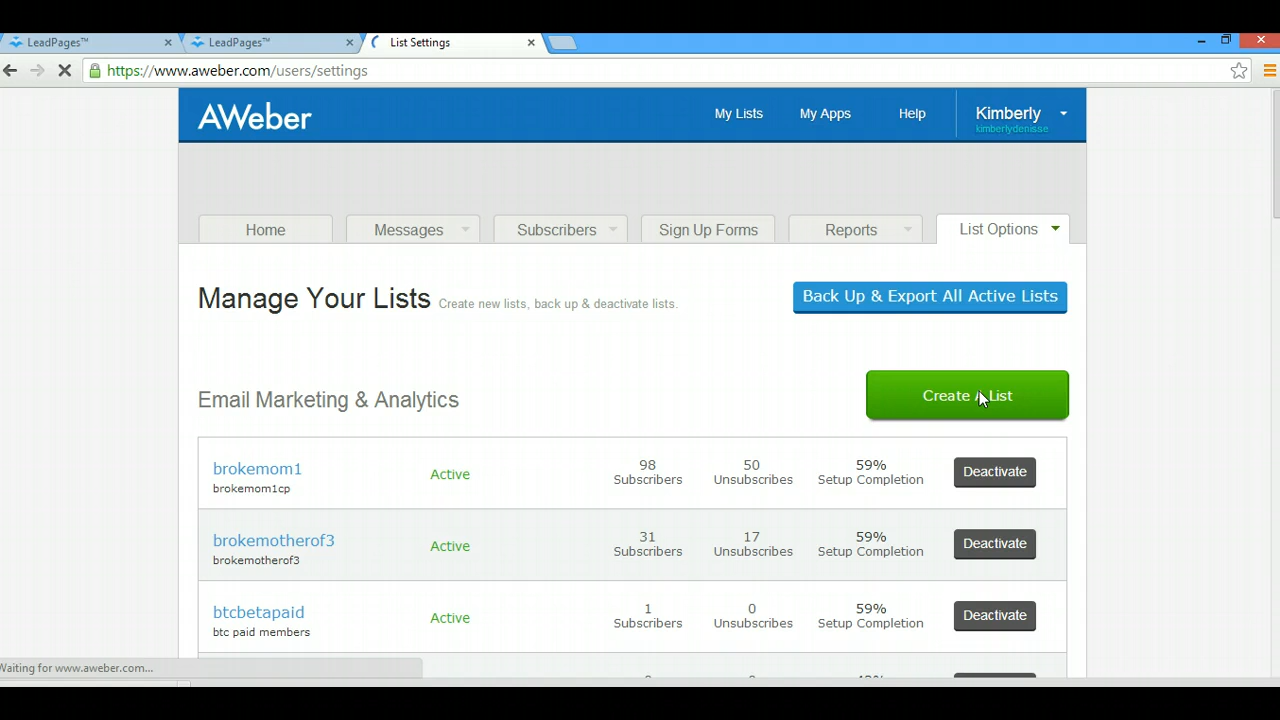 LeadPages™
LeadPages™
List Settings
https://www.aweber.com/users/settings
AWeber
My Lists
My Apps
Help
Kimberly
kimberlydenisse
Home
Messages
Subscribers
Sign Up Forms
Reports
List Options
Manage Your Lists Create new lists, back up & deactivate lists.
Back Up & Export All Active Lists
Email Marketing & Analytics
Create A List
brokemom1
brokemom1cp
Active
98
Subscribers
50
Unsubscribes
59%
Setup Completion
Deactivate
brokemotherof3
brokemotherof3
Active
31
Subscribers
17
Unsubscribes
59%
Setup Completion
Deactivate
btcbetapaid
btc paid members
Active
1
Subscribers
0
Unsubscribes
59%
Setup Completion
Deactivate
Waiting for www.aweber.com...